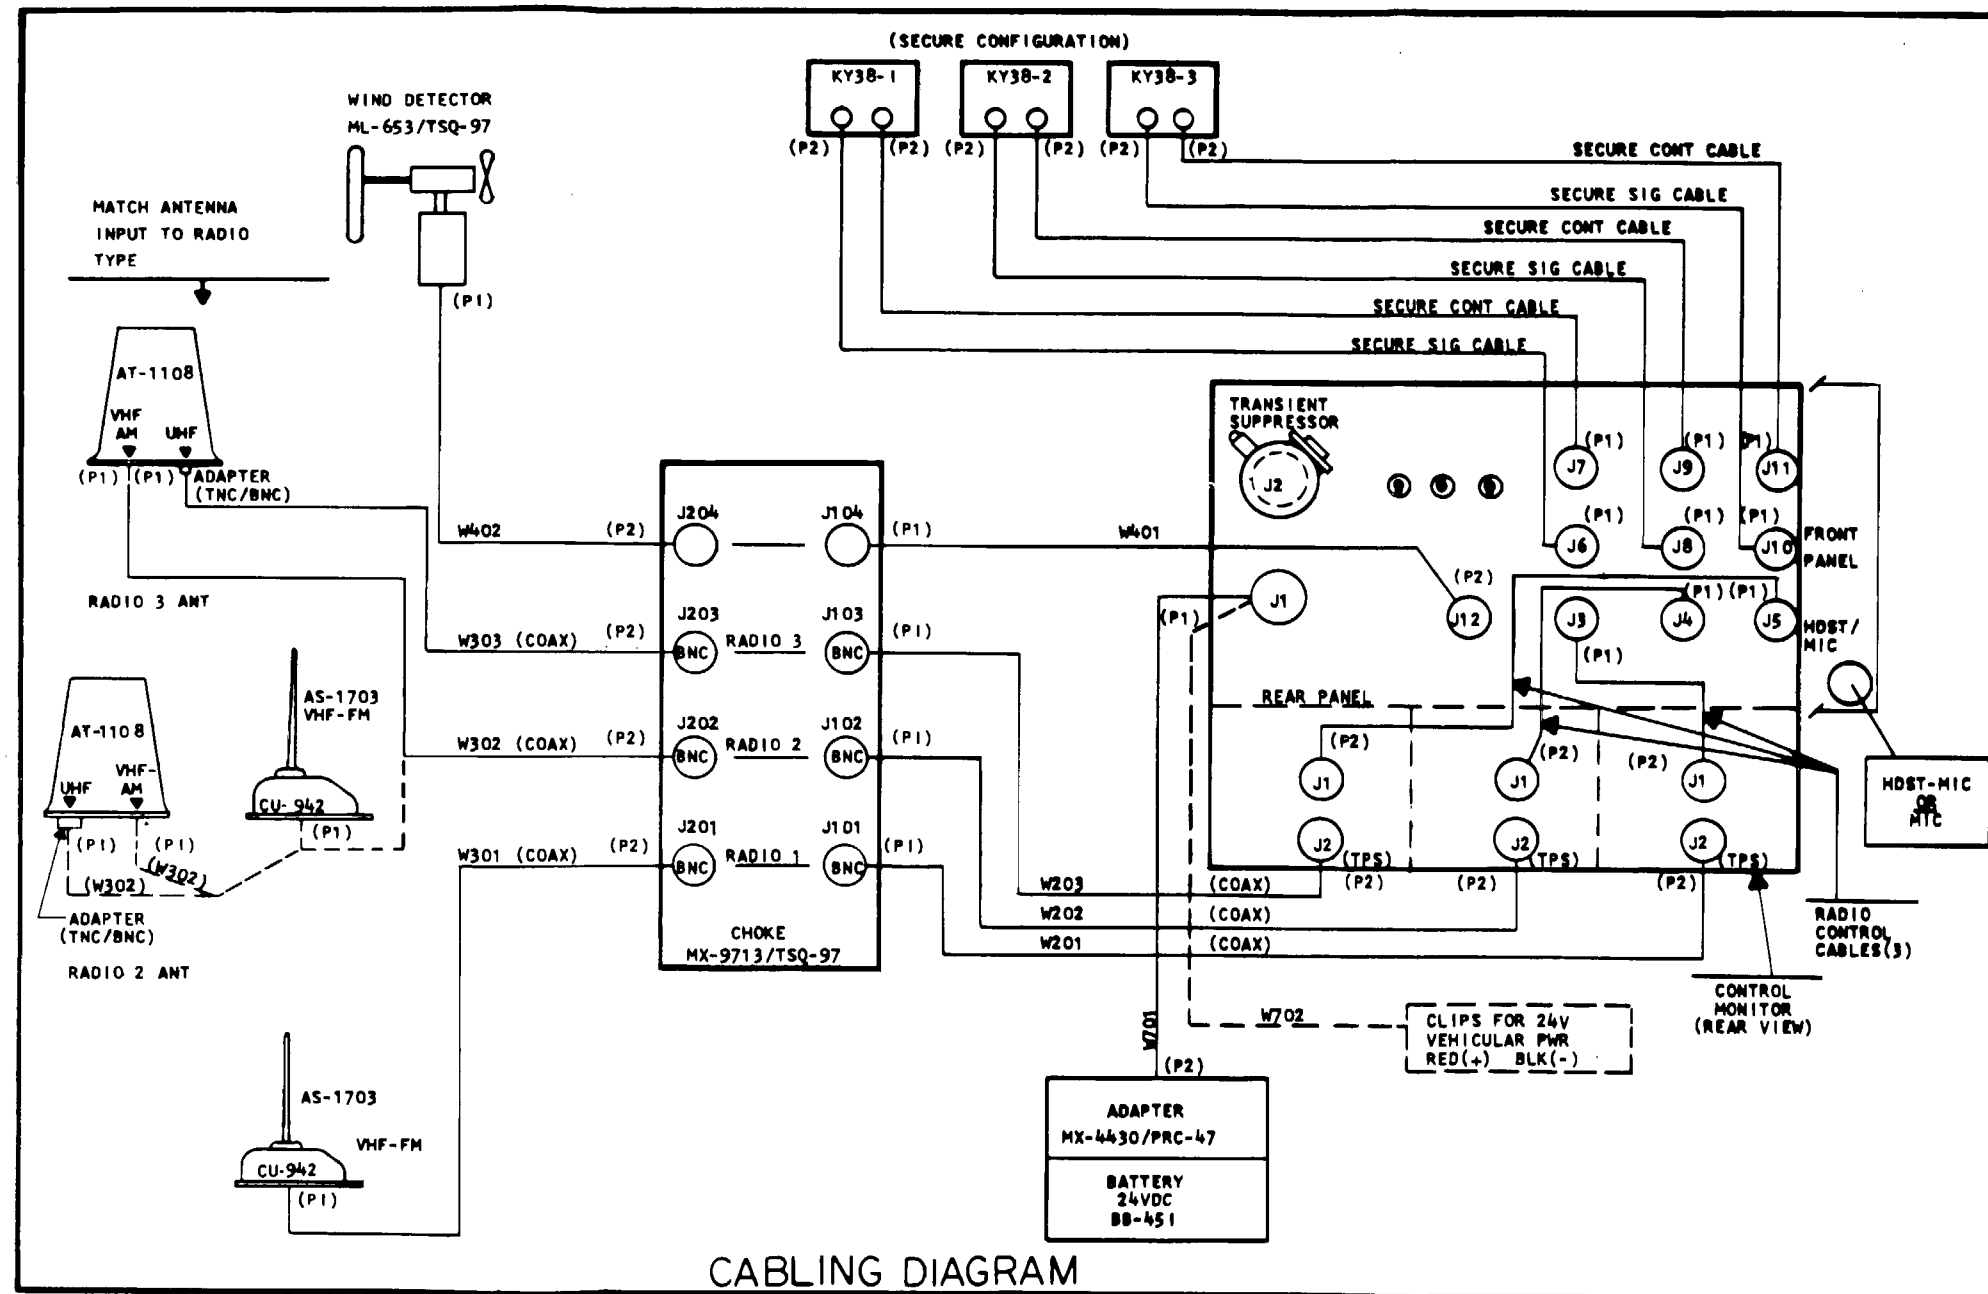 (SECURE CONFIGURATION)
KY38-1
KY38-2
KY38-3
(P2)
(P2)
(P2)
(P2)
(P2)
(P2)
SECURE CONT CABLE
SECURE SIG CABLE
SECURE CONT CABLE
SECURE SIG CABLE
SECURE CONT CABLE
SECURE SIG CABLE
WIND DETECTOR
ML-653/TSQ-97
(P1)
MATCH ANTENNA
INPUT TO RADIO
TYPE
AT-1108
VHF
AM
UHF
(P1)
(P1)
ADAPTER
(TNC/BNC)
RADIO 3 ANT
AS-1703
VHF-FM
CU-942
(P1)
AT-1108
UHF
VHF-
AM
(P1)
(P1)
(W302)
(W302)
ADAPTER
(TNC/BNC)
RADIO 2 ANT
AS-1703
VHF-FM
CU-942
(P1)
W402
(P2)
W303 (COAX)
(P2)
W302 (COAX)
(P2)
W301 (COAX)
(P2)
J204
J104
J203
RADIO 3
J103
BNC
BNC
J202
RADIO 2
J102
BNC
BNC
J201
RADIO 1
J101
BNC
BNC
CHOKE
MX-9713/TSQ-97
(P1)
W401
(P1)
(P1)
(P1)
W203
(COAX)
W202
(COAX)
W201
(COAX)
TRANSIENT
SUPPRESSOR
J2
J7
(P1)
J9
(P1)
J11
(P1)
J6
(P1)
J8
(P1)
J10
(P1)
FRONT
PANEL
J1
(P1)
(P2)
J12
J3
(P1)
J4
(P1)
J5
(P1)
HDST/
MIC
REAR PANEL
(P2)
(P2)
(P2)
J1
J1
J1
J2
J2
J2
(TPS)
(TPS)
(TPS)
(P2)
(P2)
(P2)
HDST-MIC
OR
MIC
RADIO
CONTROL
CABLES(3)
CONTROL
MONITOR
(REAR VIEW)
W701
W702
CLIPS FOR 24V
VEHICULAR PWR
RED(+) BLK(-)
(P2)
ADAPTER
MX-4430/PRC-47
BATTERY
24VDC
BB-451
CABLING DIAGRAM